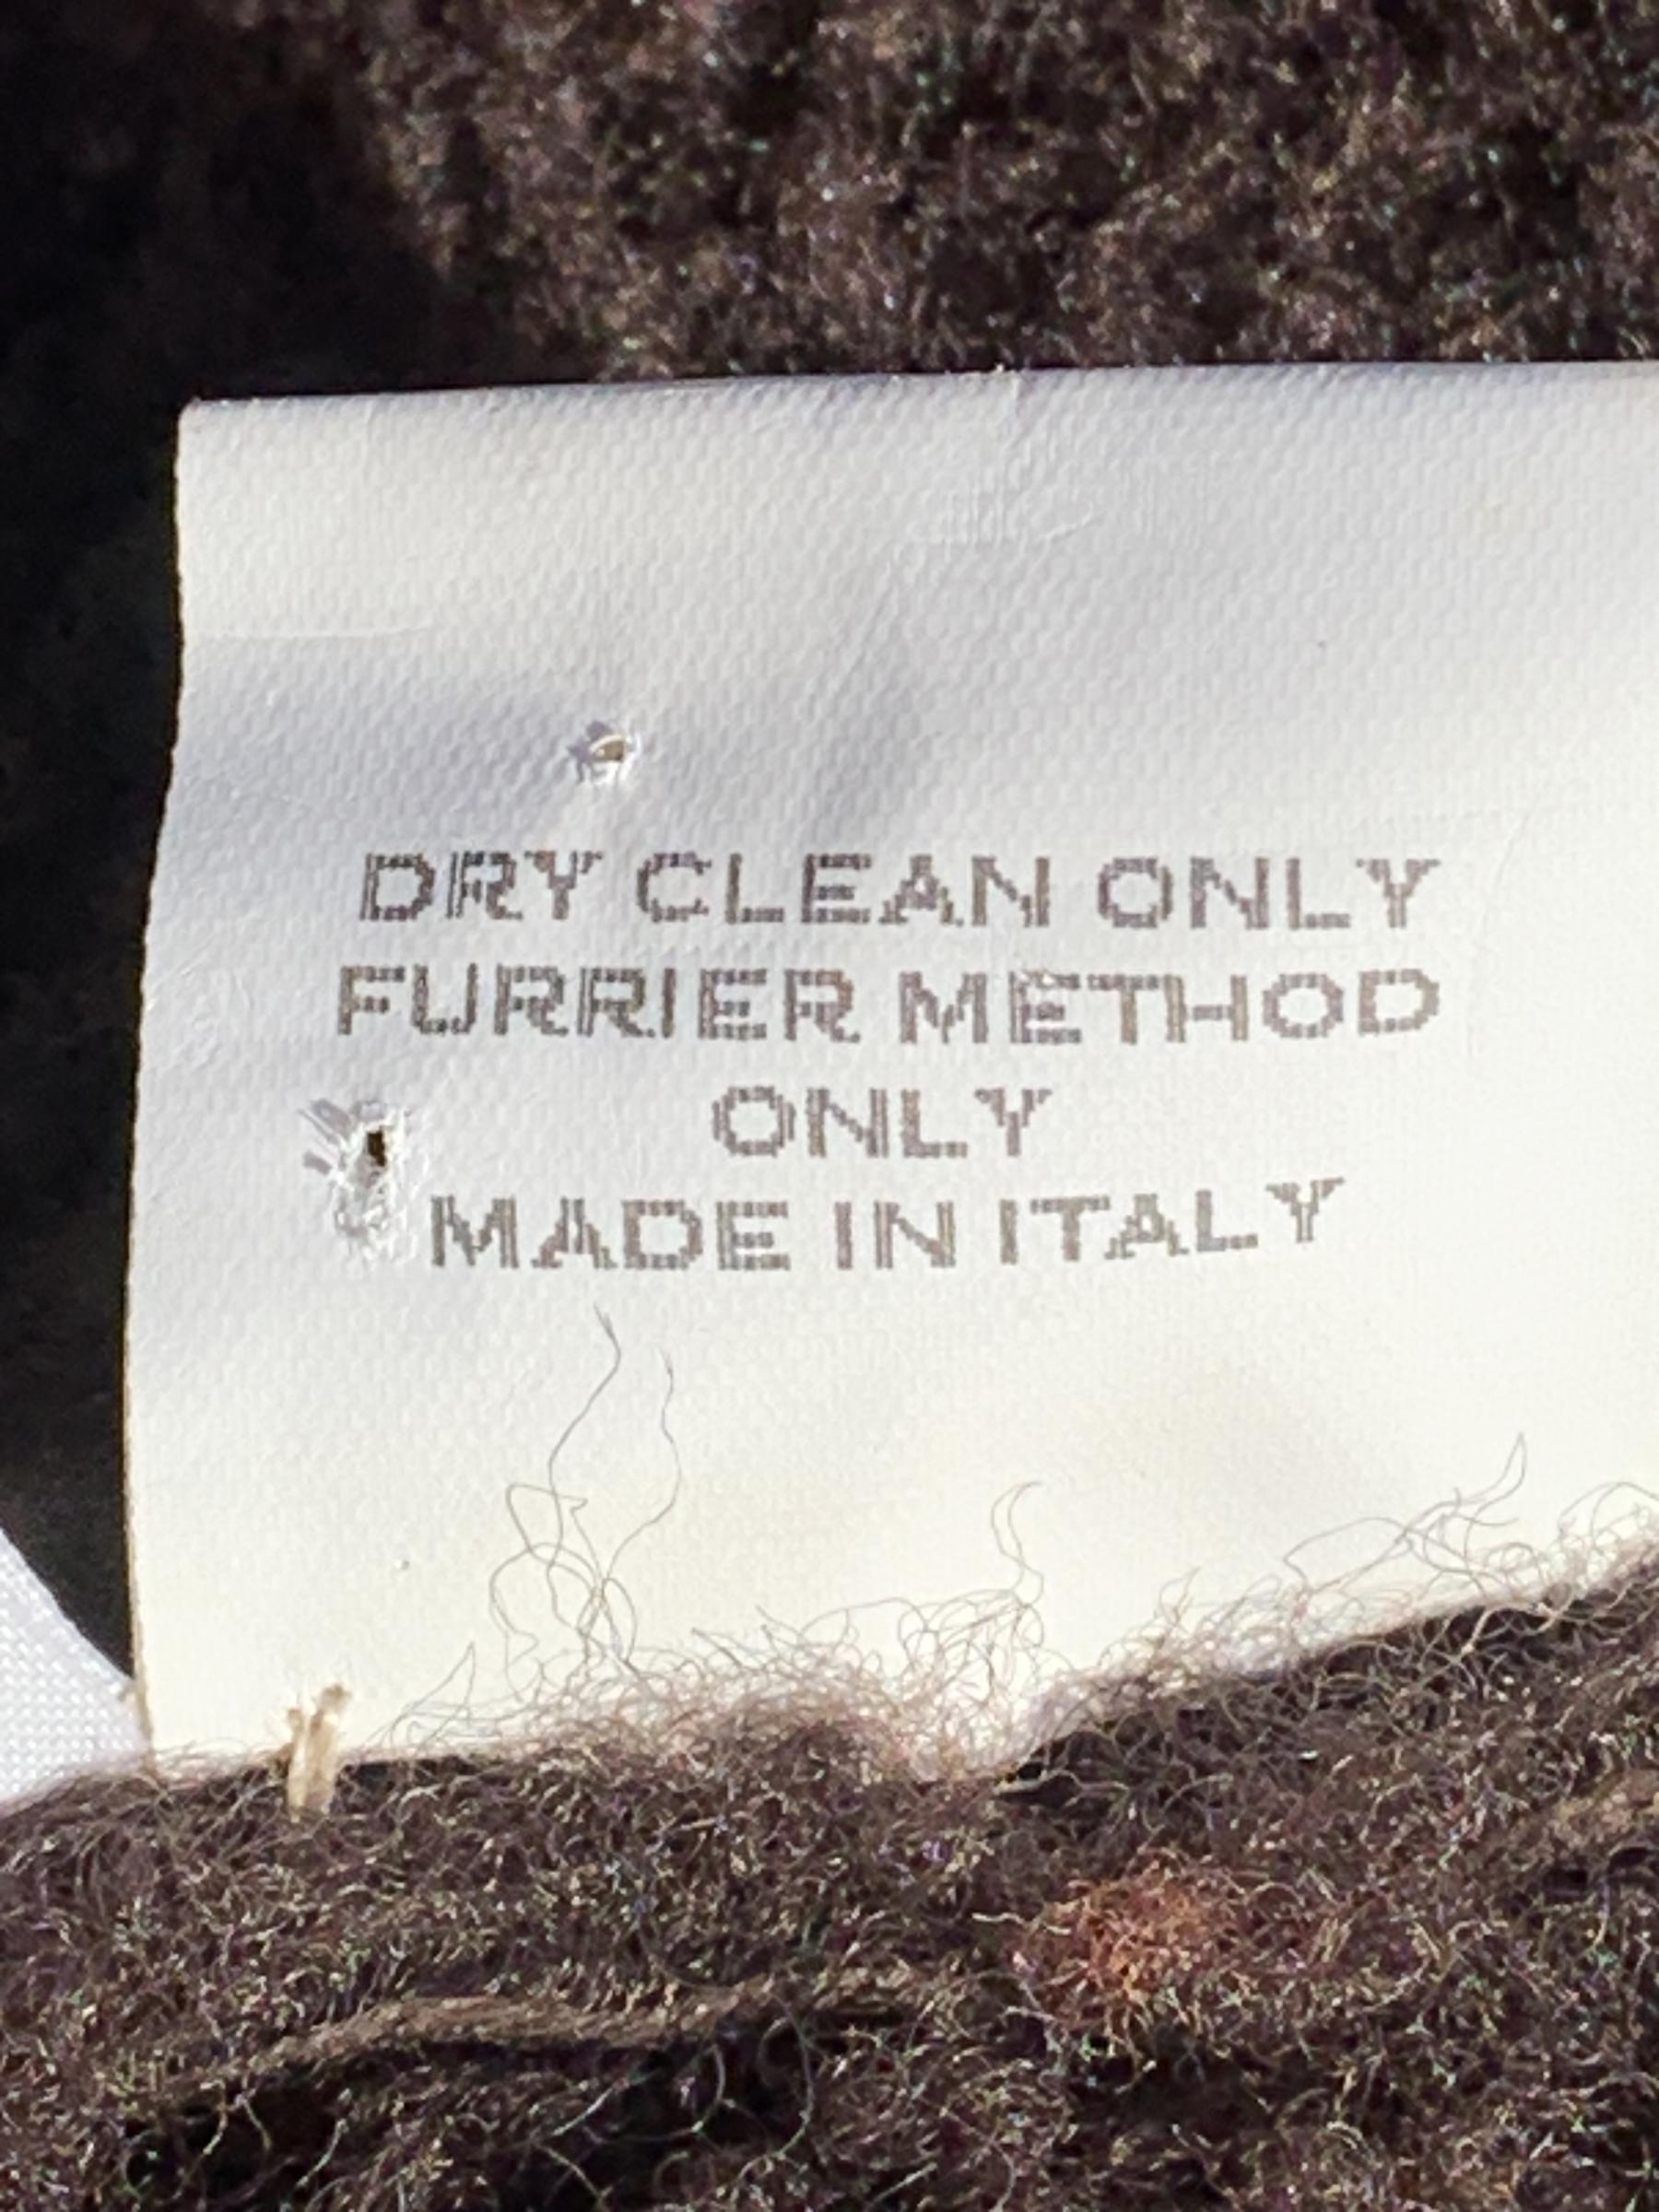 DRY CLEAN ONLY
FURRIER METHOD
ONLY
MADE IN ITALY